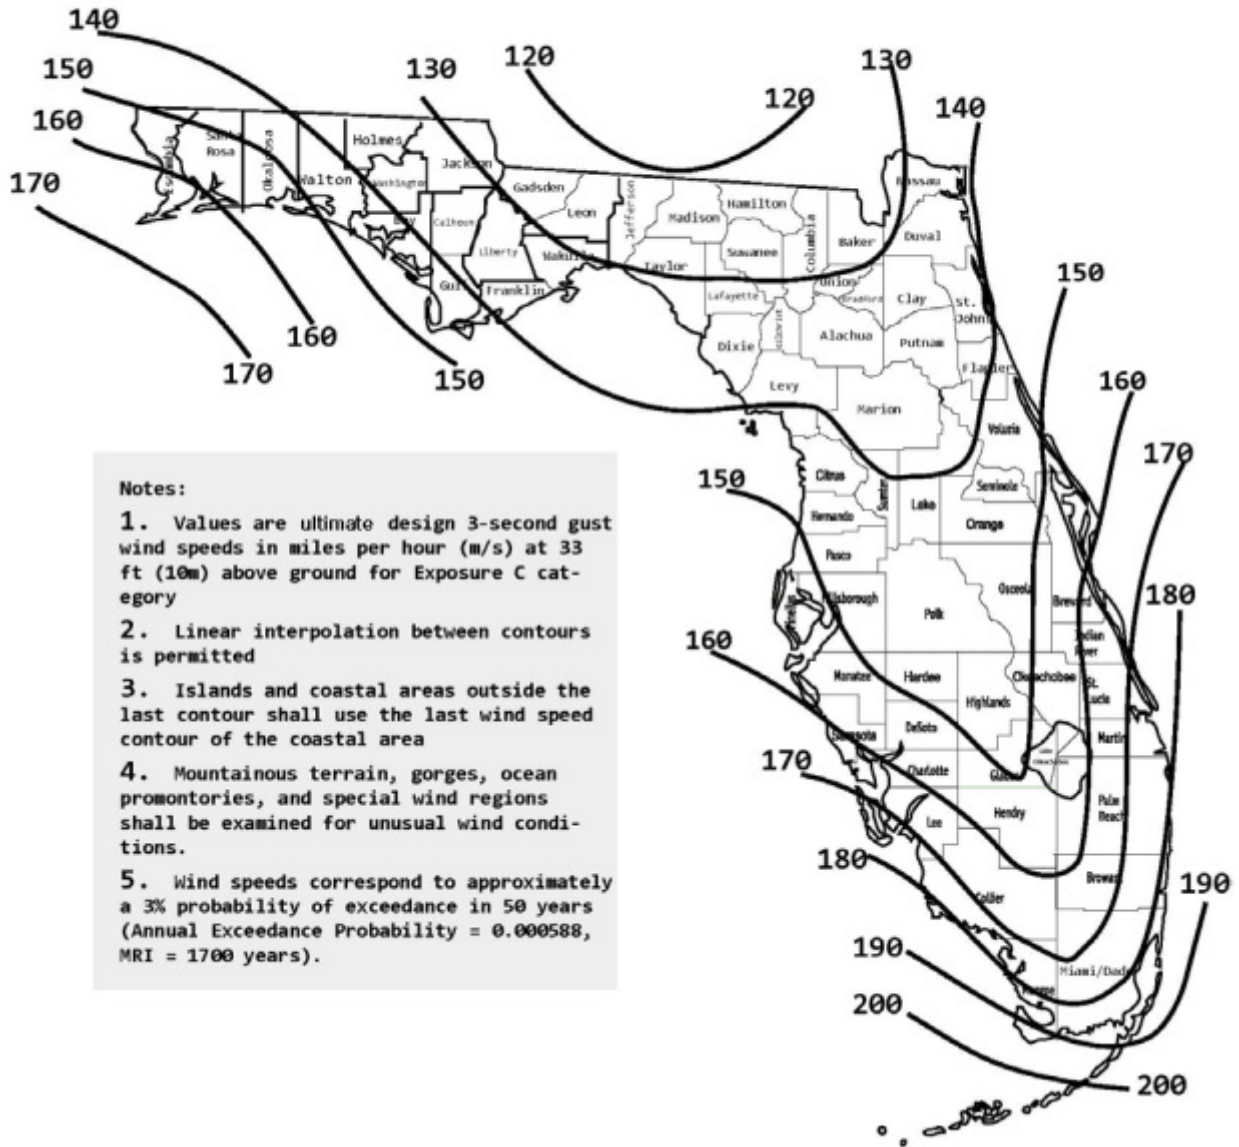 140
150
160
170
130
120
120
130
140
Santa
Rosa
Okaloosa
Walton
Holmes
Washington
Jackson
Bay
Calhoun
Gulf
Liberty
Franklin
Gadsden
Leon
Wakulla
Jefferson
Madison
Taylor
Hamilton
Suwanee
Lafayette
Columbia
Baker
Nassau
Duval
Union
Bradford
Clay
St.
John
Gilchrist
Alachua
Putnam
Dixie
Flagler
Levy
Marion
Volusia
160
170
150
150
160
170
180
Citrus
Sumter
Lake
Seminole
Orange
Hernando
Pasco
Osceola
Brevard
Pinellas
Hillsborough
Polk
Indian
River
Manatee
Hardee
Highlands
Okeechobee
St.
Lucie
Sarasota
DeSoto
Martin
Charlotte
Glades
Lee
Hendry
Palm
Beach
Collier
Broward
Monroe
Miami/Dade
150
160
170
180
190
190
200
200
Notes:
1. Values are ultimate design 3-second gust
wind speeds in miles per hour (m/s) at 33
ft (10m) above ground for Exposure C cat-
egory
2. Linear interpolation between contours
is permitted
3. Islands and coastal areas outside the
last contour shall use the last wind speed
contour of the coastal area
4. Mountainous terrain, gorges, ocean
promontories, and special wind regions
shall be examined for unusual wind condi-
tions.
5. Wind speeds correspond to approximately
a 3% probability of exceedance in 50 years
(Annual Exceedance Probability = 0.000588,
MRI = 1700 years).